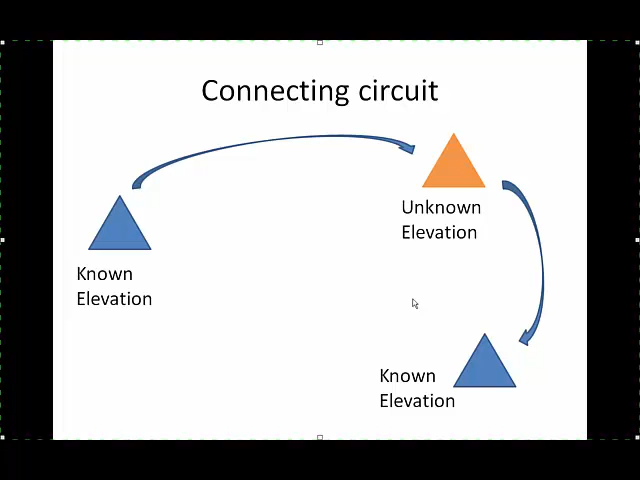 Connecting circuit
Unknown
Elevation
Known
Elevation
Known
Elevation